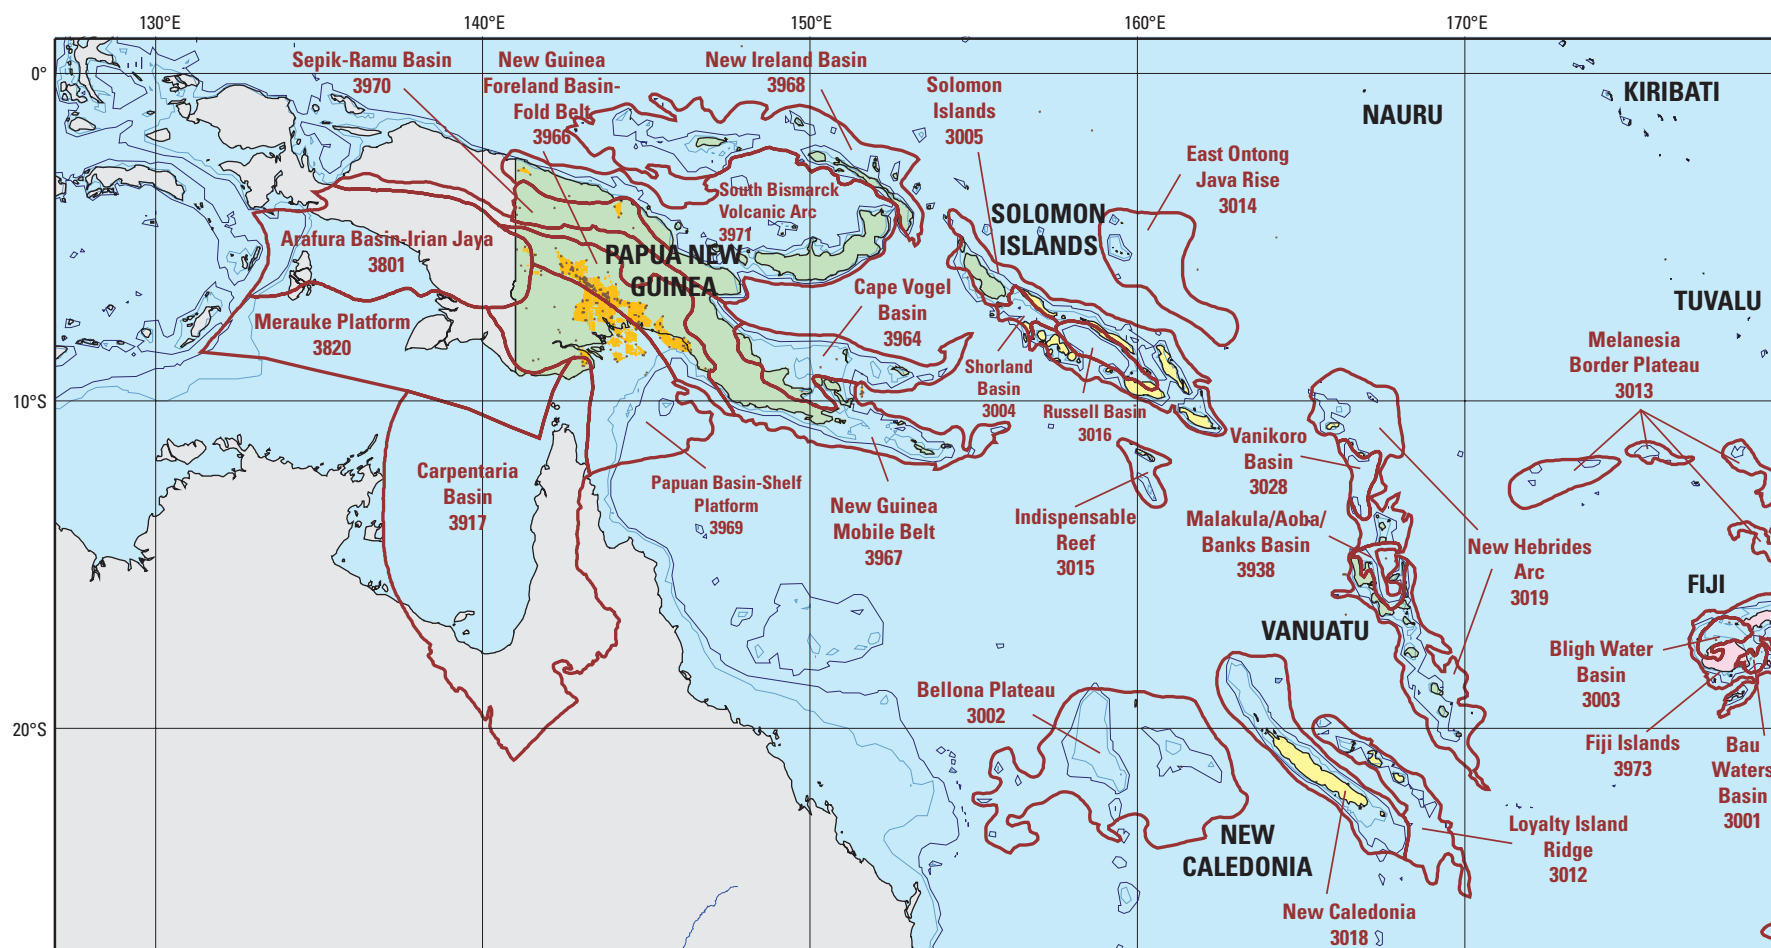 130°E
140°E
150°E
160°E
170°E
0°
10°S
20°S
Sepik-Ramu Basin
3970
New Guinea
Foreland Basin-
Fold Belt
3966
New Ireland Basin
3968
Solomon
Islands
3005
NAURU
KIRIBATI
East Ontong
Java Rise
3014
South Bismarck
Volcanic Arc
3971
SOLOMON
ISLANDS
Arafura Basin-Irian Jaya
3801
PAPUA NEW
GUINEA
Cape Vogel
Basin
3964
TUVALU
Merauke Platform
3820
Melanesia
Border Plateau
3013
Shorland
Basin
3004
Russell Basin
3016
Vanikoro
Basin
3028
Carpentaria
Basin
3917
Papuan Basin-Shelf
Platform
3969
New Guinea
Mobile Belt
3967
Indispensable
Reef
3015
Malakula/Aoba/
Banks Basin
3938
New Hebrides
Arc
3019
FIJI
VANUATU
Bligh Water
Basin
3003
Bellona Plateau
3002
Fiji Islands
3973
Bau
Waters
Basin
3001
NEW
CALEDONIA
Loyalty Island
Ridge
3012
New Caledonia
3018